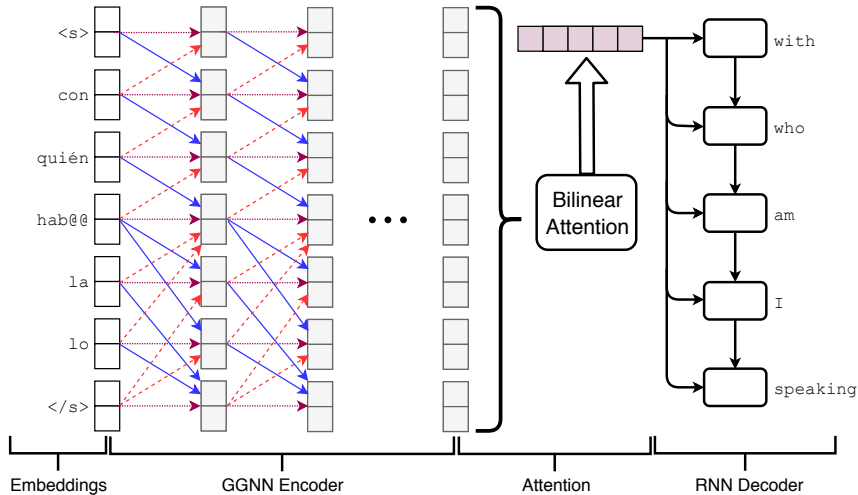 <s>
con
quién
hab@@
la
lo
</s>
Bilinear
Attention
with
who
am
I
speaking
Embeddings
GGNN Encoder
Attention
RNN Decoder